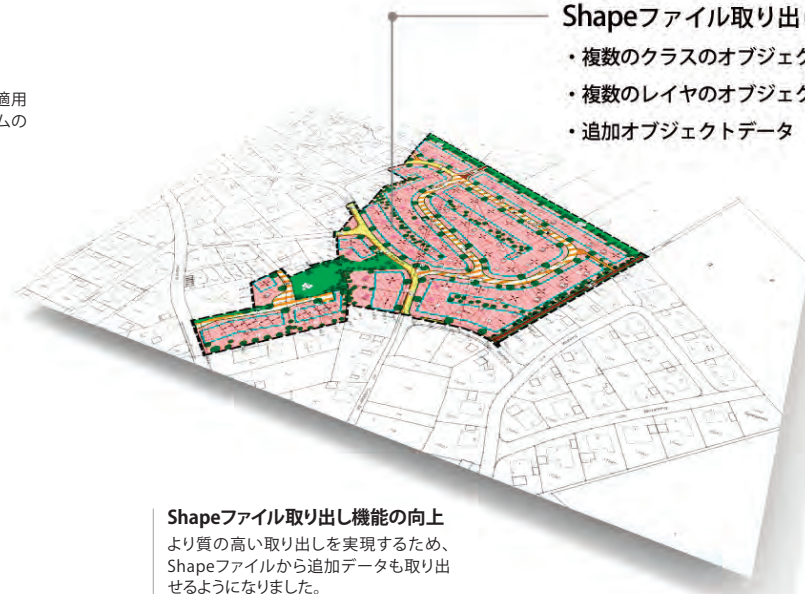 Shapeファイル取り出
・複数のクラスのオブジェク
・複数のレイヤのオブジェク
・追加オブジェクトデータ
適用
ムの
Shapeファイル取り出し機能の向上
より質の高い取り出しを実現するため、
Shapeファイルから追加データも取り出
せるようになりました。